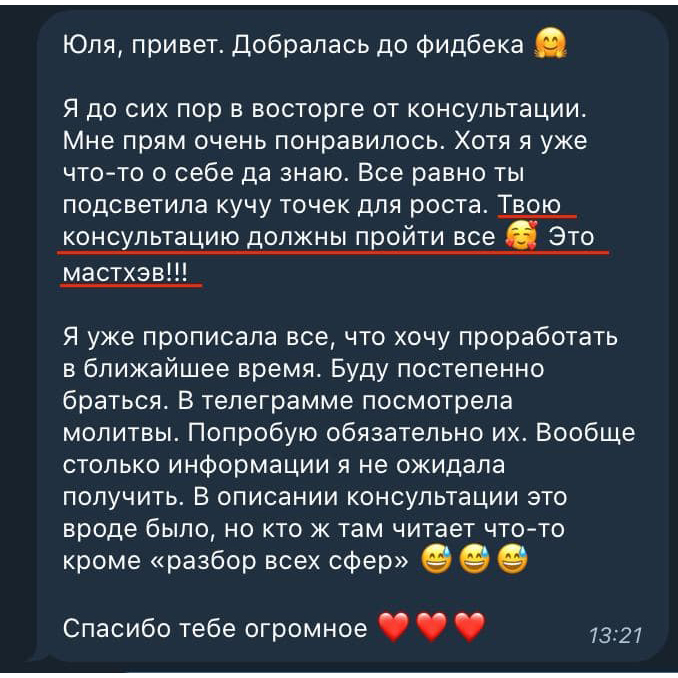 Юля, привет. Добралась до фидбека 🤗
Я до сих пор в восторге от консультации.
Мне прям очень понравилось. Хотя я уже
что-то о себе да знаю. Все равно ты
подсветила кучу точек для роста. Твою
консультацию должны пройти все 🥰 Это
мастхэв!!!
Я уже прописала все, что хочу проработать
в ближайшее время. Буду постепенно
браться. В телеграмме посмотрела
молитвы. Попробую обязательно их. Вообще
столько информации я не ожидала
получить. В описании консультации это
вроде было, но кто ж там читает что-то
кроме «разбор всех сфер» 😅😅😅
Спасибо тебе огромное ❤️❤️❤️
13:21